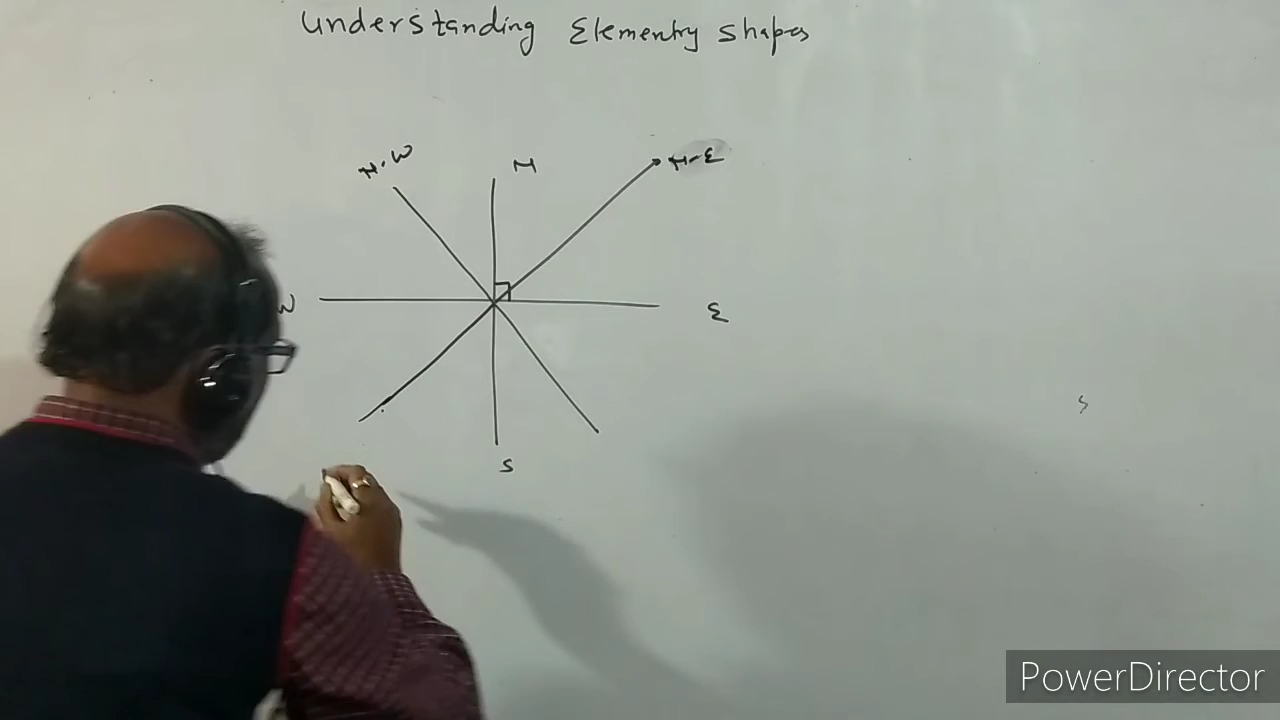 Understanding Elementry shapes
N.W
N
N-E
W
E
S
PowerDirector